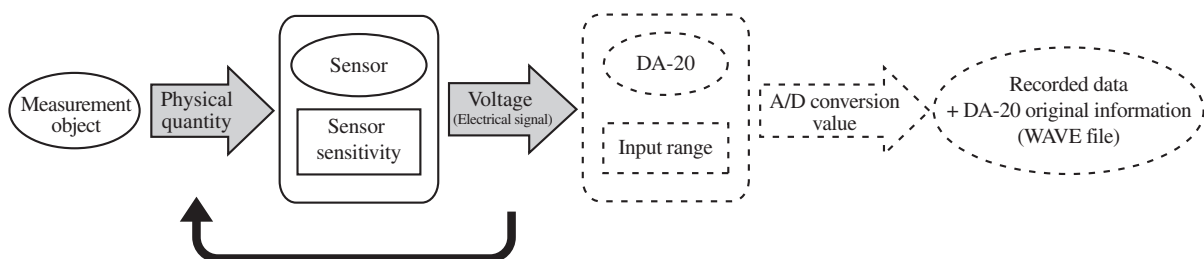 Measurement
object
Physical
quantity
Sensor
Sensor
sensitivity
Voltage
(Electrical signal)
DA-20
Input range
A/D conversion
value
Recorded data
+ DA-20 original information
(WAVE file)